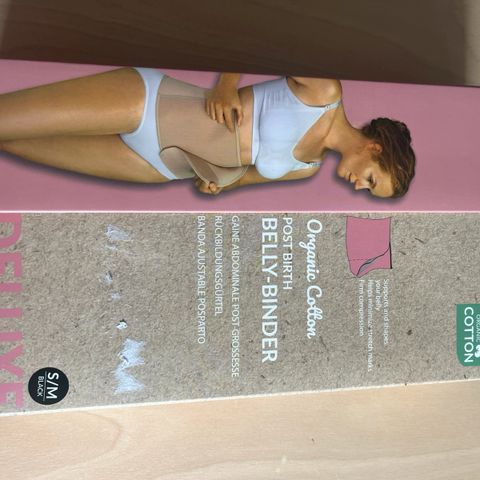 ORGANIC
COTTON
Supports and shapes
your belly
Helps minimize stretch marks
Firm compression
Organic Cotton
POST BIRTH
BELLY-BINDER
GAINE ABDOMINALE POST-GROSSESSE
RÜCKBILDUNGSGÜRTEL
BANDA AJUSTABLE POSPARTO
DELUXE
S/M
BLACK